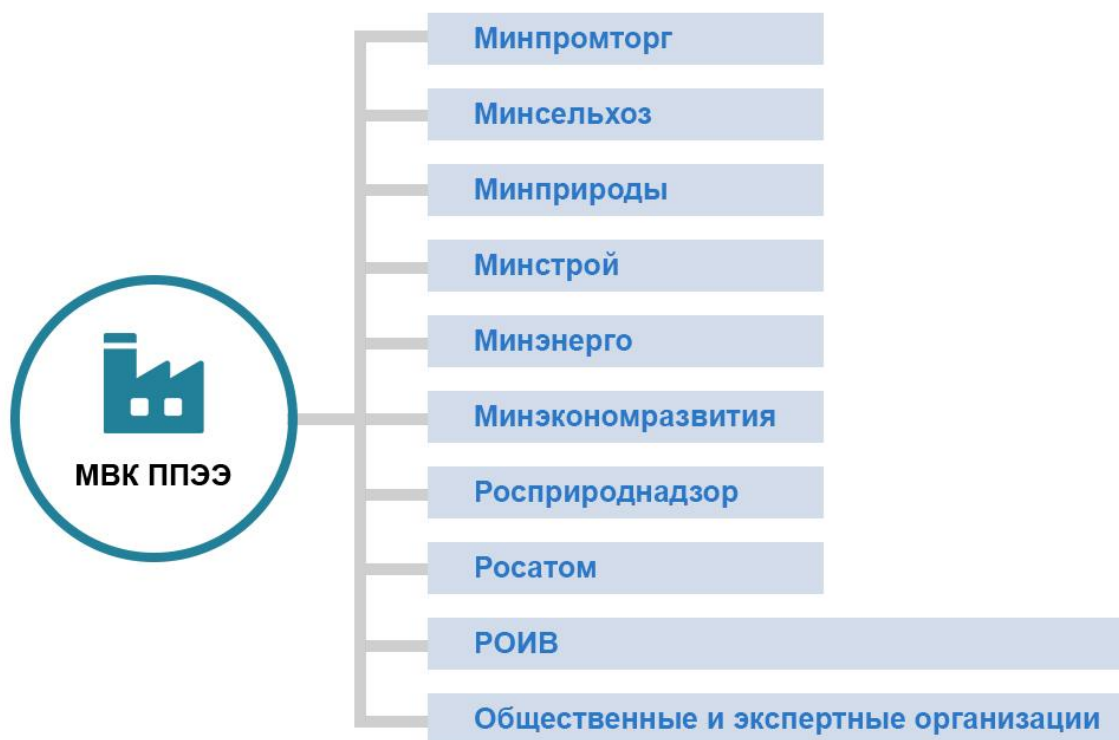 Минпромторг
Минсельхоз
Минприроды
Минстрой
Минэнерго
Минэкономразвития
Росприроднадзор
Росатом
РОИВ
Общественные и экспертные организации
МВК ППЭЭ